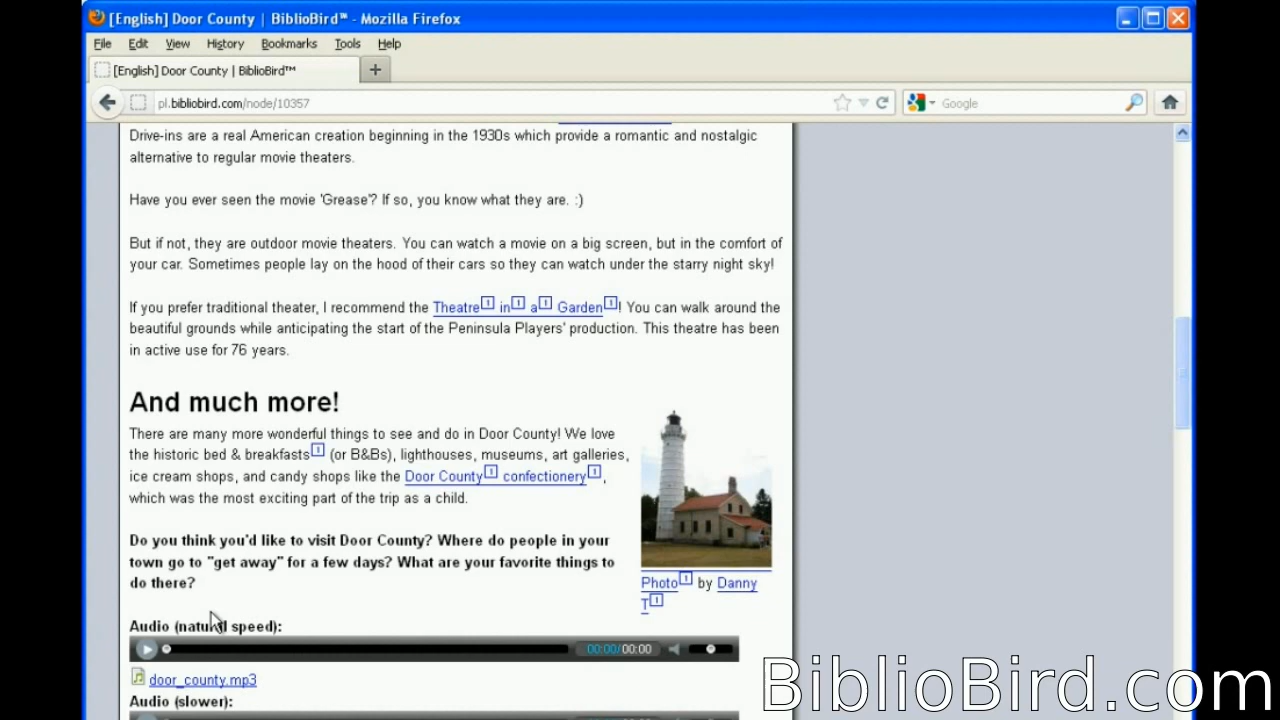 [English] Door County | BiblioBird™ - Mozilla Firefox
File Edit View History Bookmarks Tools Help
[English] Door County | BiblioBird™
pl.bibliobird.com/node/10357
Google
Drive-ins are a real American creation beginning in the 1930s which provide a romantic and nostalgic
alternative to regular movie theaters.
Have you ever seen the movie 'Grease'? If so, you know what they are. :)
But if not, they are outdoor movie theaters. You can watch a movie on a big screen, but in the comfort of
your car. Sometimes people lay on the hood of their cars so they can watch under the starry night sky!
If you prefer traditional theater, I recommend the Theatre in a Garden! You can walk around the
beautiful grounds while anticipating the start of the Peninsula Players' production. This theatre has been
in active use for 76 years.
And much more!
There are many more wonderful things to see and do in Door County! We love
the historic bed & breakfasts (or B&Bs), lighthouses, museums, art galleries,
ice cream shops, and candy shops like the Door County confectionery,
which was the most exciting part of the trip as a child.
Do you think you'd like to visit Door County? Where do people in your
town go to "get away" for a few days? What are your favorite things to
do there?
Photo by Danny
T
Audio (natural speed):
00:00/00:00
door_county.mp3
Audio (slower):
BiblioBird.com